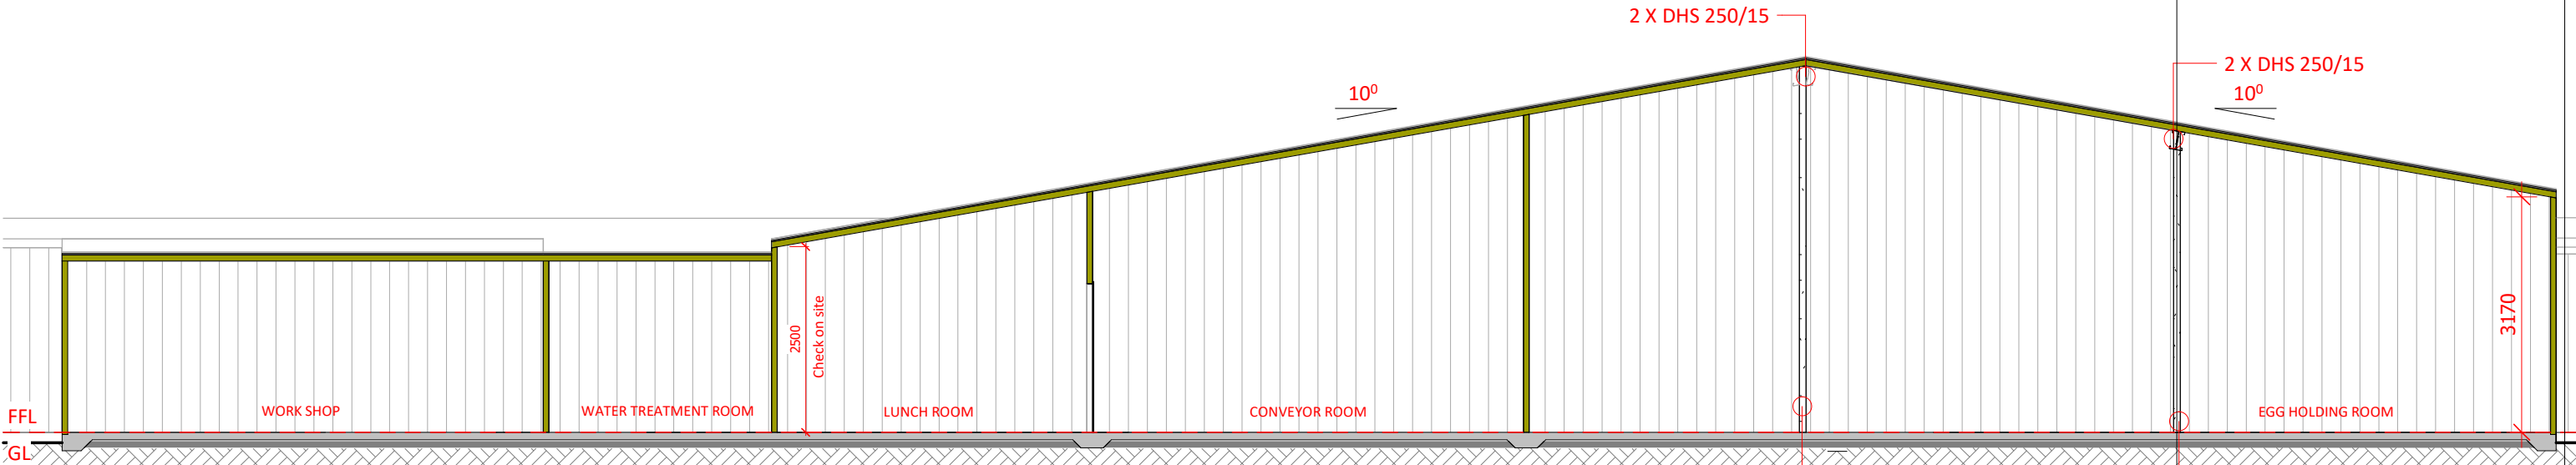 2 X DHS 250/15
2 X DHS 250/15
10⁰
10⁰
2500
Check on site
3170
WORK SHOP
WATER TREATMENT ROOM
LUNCH ROOM
CONVEYOR ROOM
EGG HOLDING ROOM
FFL
GL